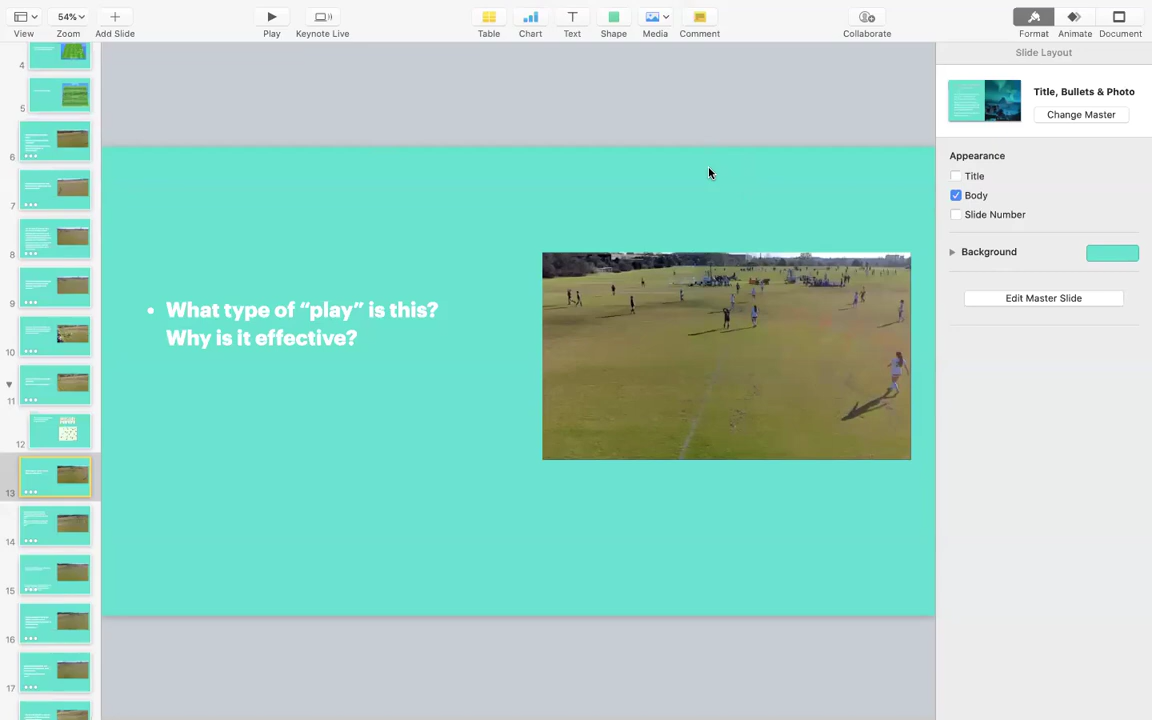 54%
View
Zoom
Add Slide
Play
Keynote Live
Table
Chart
Text
Shape
Media
Comment
Collaborate
Format
Animate
Document
4
5
6
7
8
9
10
11
12
13
14
15
16
17
• What type of “play” is this?
Why is it effective?
Slide Layout
Title, Bullets & Photo
Change Master
Appearance
Title
Body
Slide Number
Background
Edit Master Slide